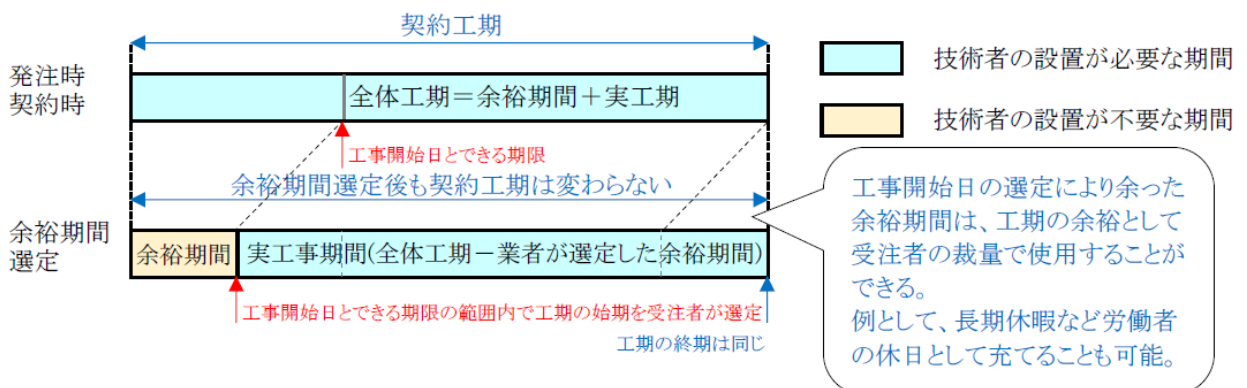 契約工期
発注時
契約時
全体工期＝余裕期間＋実工期
技術者の設置が必要な期間
技術者の設置が不要な期間
工事開始日とできる期限
余裕期間選定後も契約工期は変わらない
余裕期間
選定
余裕期間
実工事期間(全体工期－業者が選定した余裕期間)
工事開始日とできる期限の範囲内で工期の始期を受注者が選定
工期の終期は同じ
工事開始日の選定により余った
余裕期間は、工期の余裕として
受注者の裁量で使用することが
できる。
例として、長期休暇など労働者
の休日として充てることも可能。